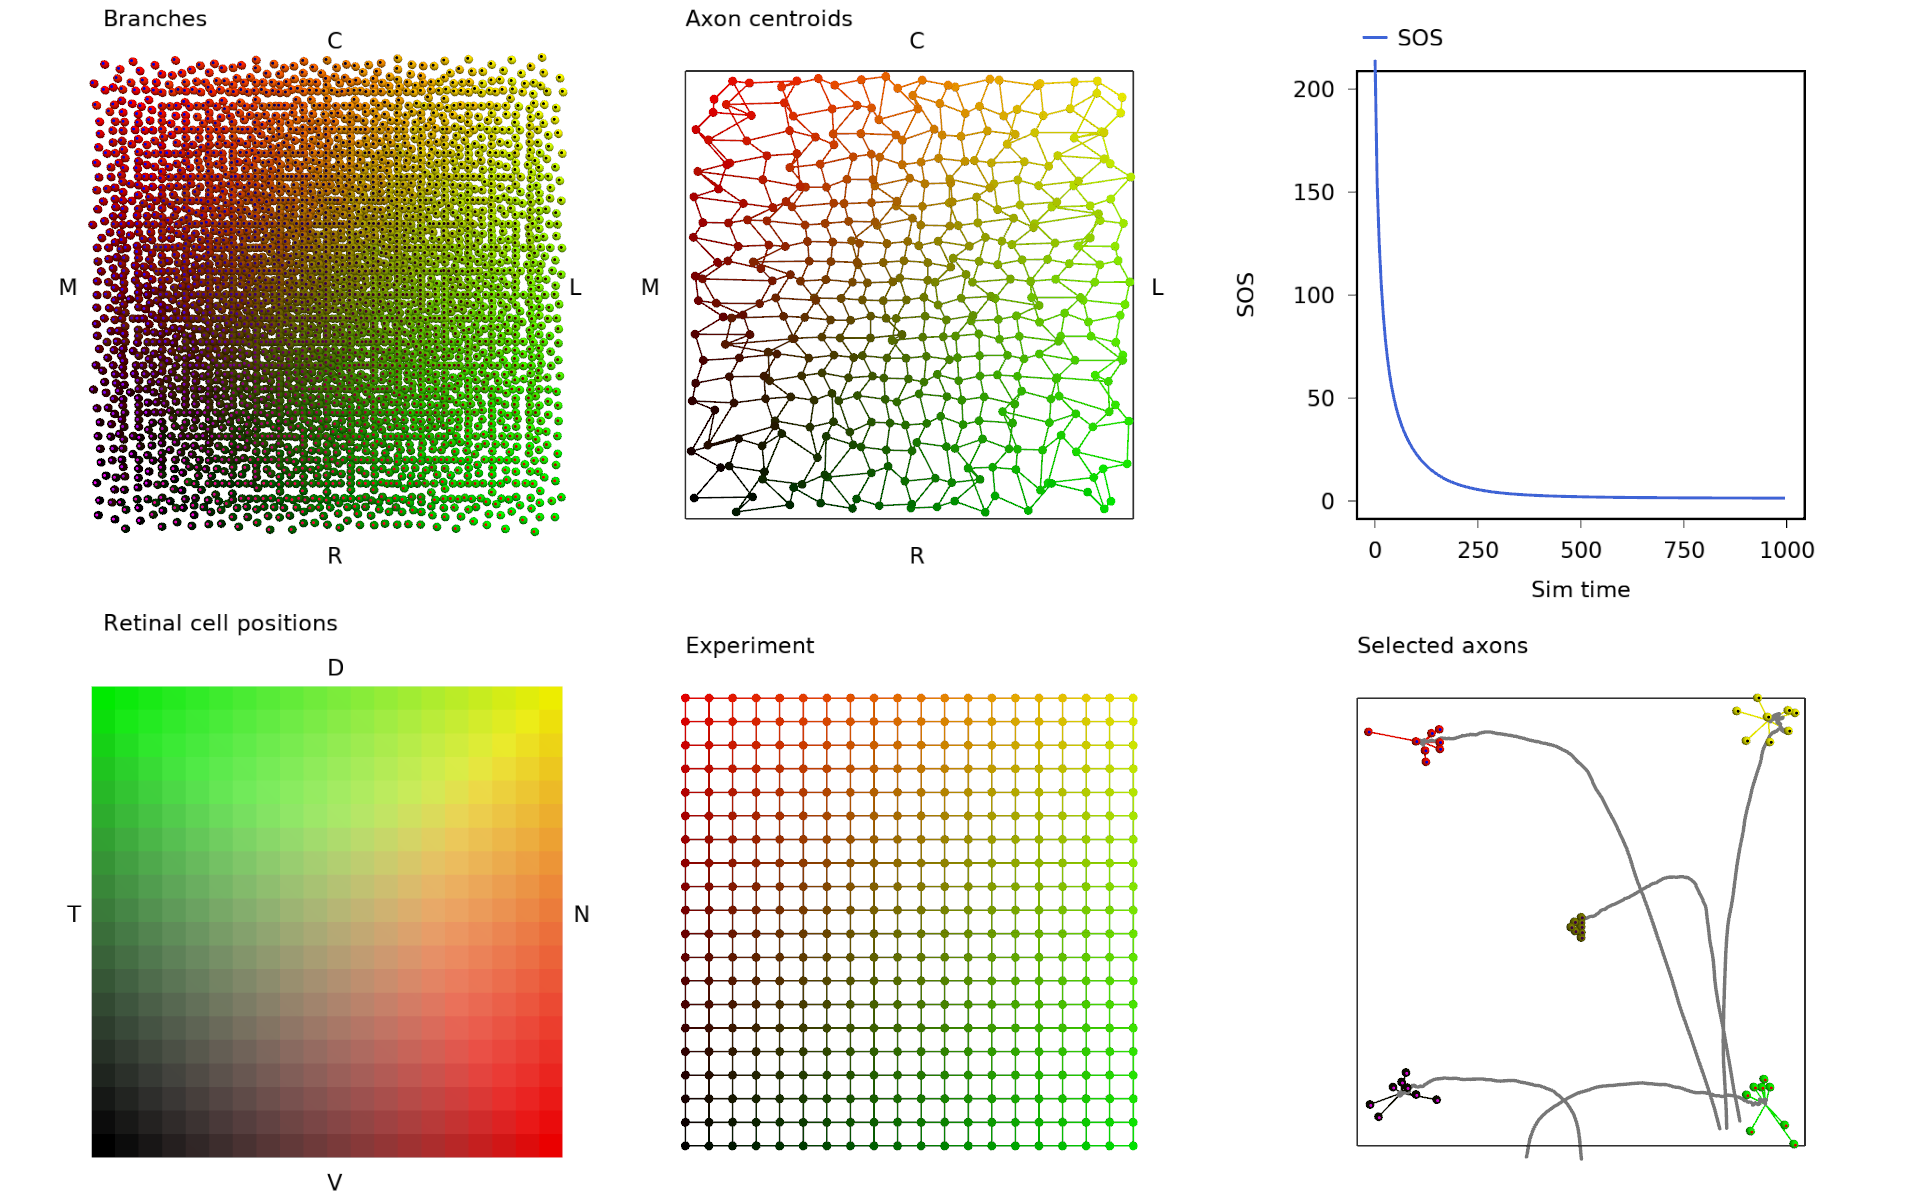 Branches
C
M
L
R
Axon centroids
C
M
L
R
SOS
200
150
100
50
0
SOS
0 250 500 750 1000
Sim time
Retinal cell positions
D
T
N
V
Experiment
Selected axons